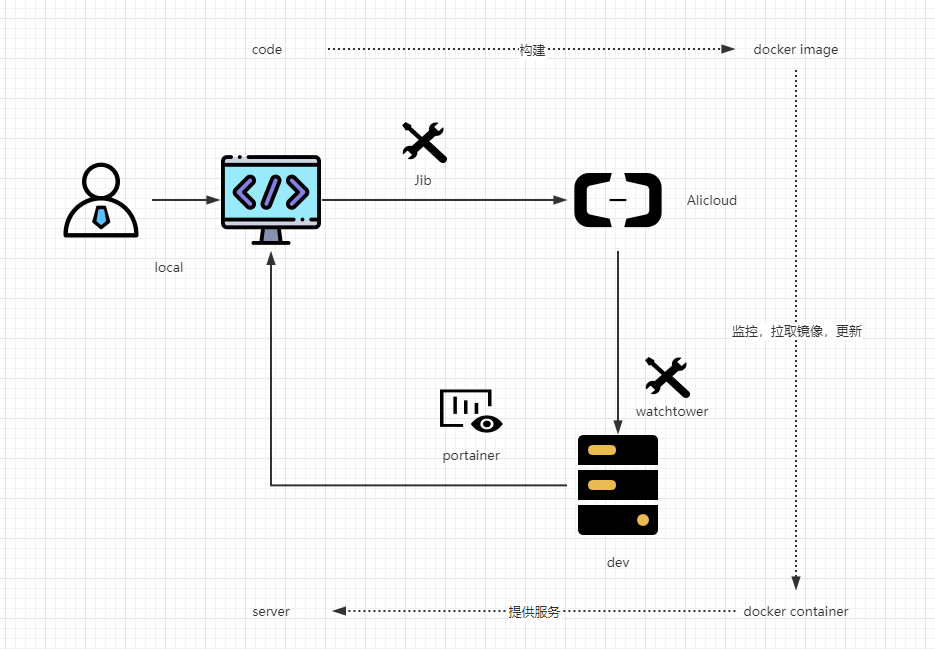 code
构建
docker image
Jib
Alicloud
local
监控，拉取镜像，更新
watchtower
portainer
dev
server
提供服务
docker container